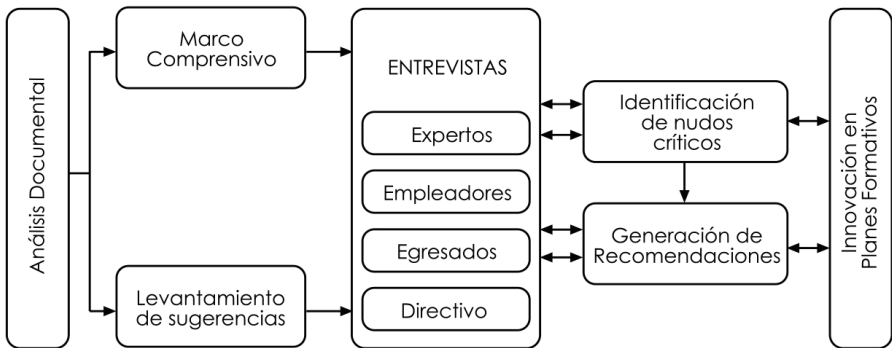 Análisis Documental
Marco
Comprensivo
Levantamiento
de sugerencias
ENTREVISTAS
Expertos
Empleadores
Egresados
Directivo
Identificación
de nudos
críticos
Generación de
Recomendaciones
Innovación en
Planes Formativos